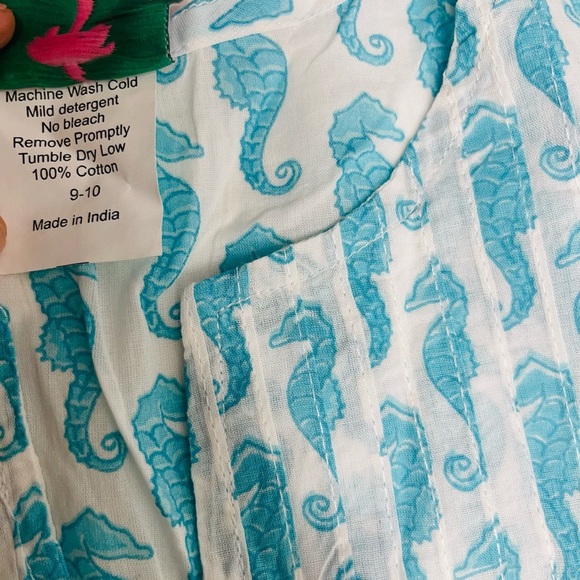 Machine Wash Cold
Mild detergent
No bleach
Remove Promptly
Tumble Dry Low
100% Cotton
9-10
Made in India